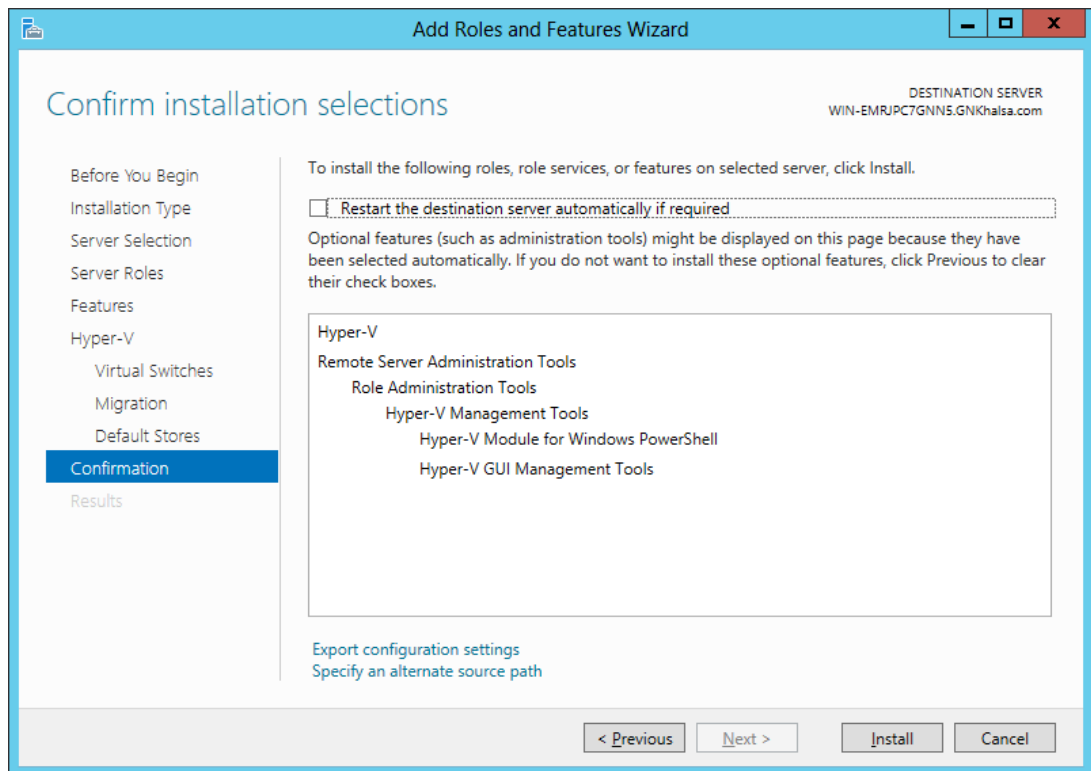 Add Roles and Features Wizard
Confirm installation selections
DESTINATION SERVER
WIN-EMRJPC7GNN5.GNKhalsa.com
Before You Begin
Installation Type
Server Selection
Server Roles
Features
Hyper-V
Virtual Switches
Migration
Default Stores
Confirmation
Results
To install the following roles, role services, or features on selected server, click Install.
Restart the destination server automatically if required
Optional features (such as administration tools) might be displayed on this page because they have
been selected automatically. If you do not want to install these optional features, click Previous to clear
their check boxes.
Hyper-V
Remote Server Administration Tools
Role Administration Tools
Hyper-V Management Tools
Hyper-V Module for Windows PowerShell
Hyper-V GUI Management Tools
Export configuration settings
Specify an alternate source path
< Previous
Next >
Install
Cancel